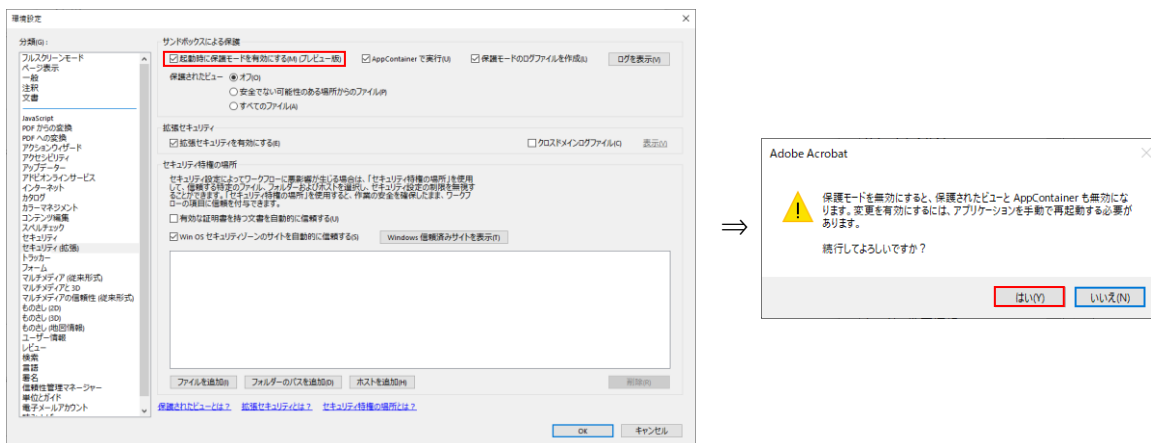 環境設定
分類(G):
フルスクリーンモード
ページ表示
一般
注釈
文書
JavaScript
PDF からの変換
PDF への変換
アクションウィザード
アクセシビリティ
アップデーター
アドビオンラインサービス
インターネット
カタログ
カラーマネジメント
コンテンツ編集
スペルチェック
セキュリティ
セキュリティ (拡張)
トラッカー
フォーム
マルチメディア (従来形式)
マルチメディアと 3D
マルチメディアの信頼性 (従来形式)
ものさし (2D)
ものさし (3D)
ものさし (地図情報)
ユーザー情報
レビュー
検索
言語
署名
信頼性管理マネージャー
単位とガイド
電子メールアカウント
サンドボックスによる保護
起動時に保護モードを有効にする(M) (プレビュー版) AppContainer で実行(U) 保護モードのログファイルを作成(L) ログを表示(V)
保護されたビュー オフ(O)
安全でない可能性のある場所からのファイル(P)
すべてのファイル(A)
拡張セキュリティ
拡張セキュリティを有効にする(E) クロスドメインログファイル(C) 表示(V)
セキュリティ特権の場所
セキュリティ設定によってワークフローに悪影響が生じる場合は、「セキュリティ特権の場所」を使用
して、信頼する特定のファイル、フォルダーおよびホストを選択し、セキュリティ設定の制限を無視す
ることができます。「セキュリティ特権の場所」を使用すると、作業の安全を確保したまま、ワークフ
ローの項目に信頼を付与できます。
有効な証明書を持つ文書を自動的に信頼する(U)
Win OS セキュリティゾーンのサイトを自動的に信頼する(S) Windows 信頼済みサイトを表示(T)
ファイルを追加(I) フォルダーのパスを追加(D) ホストを追加(H) 削除(R)
保護されたビューとは? 拡張セキュリティとは? セキュリティ特権の場所とは?
OK キャンセル
⇒
Adobe Acrobat
保護モードを無効にすると、保護されたビューと AppContainer も無効にな
ります。変更を有効にするには、アプリケーションを手動で再起動する必要が
あります。
続行してよろしいですか?
はい(Y) いいえ(N)